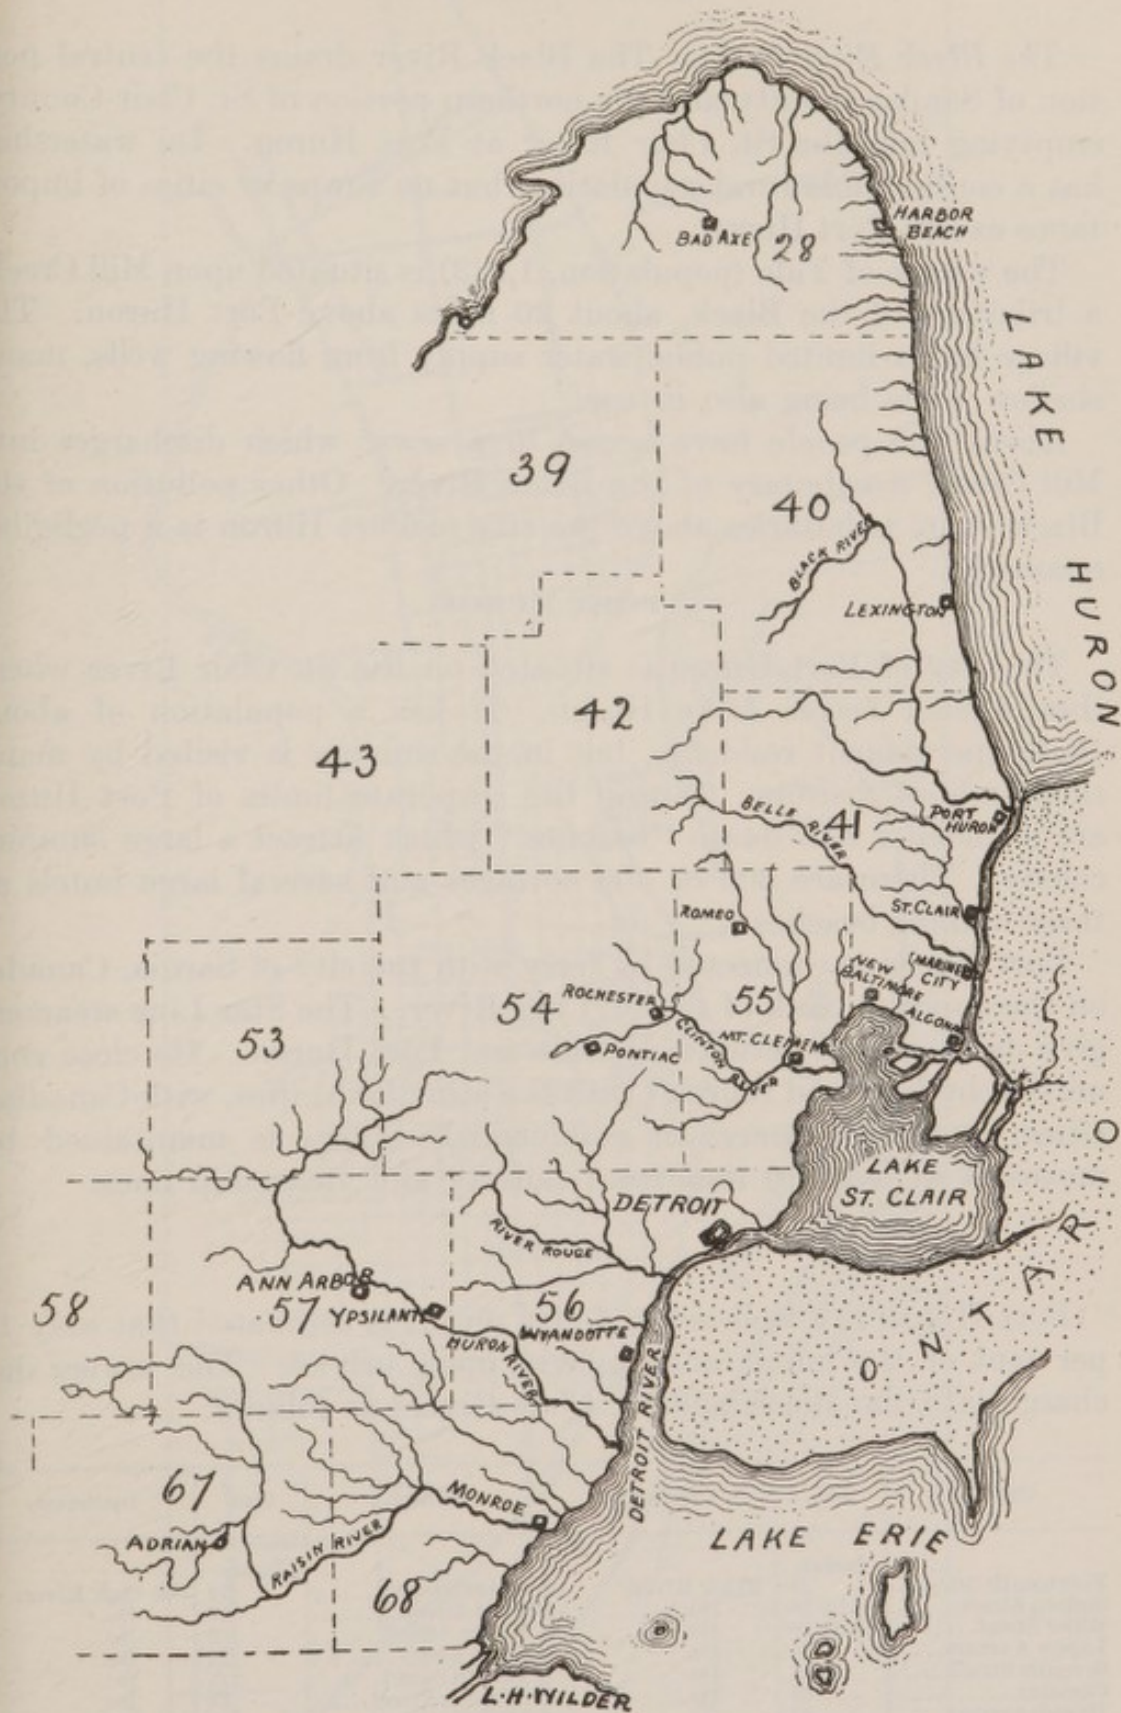 HARBOR
BEACH
BAD AXE
28
LAKE
HURON
39
40
BLACK RIVER
LEXINGTON
42
43
BELLE RIVER
41
PORT
HURON
ROMEO
ST. CLAIR
MARINE
CITY
NEW
BALTIMORE
ALGONAC
ROCHESTER
54
55
53
PONTIAC
CLINTON RIVER
MT. CLEMENS
LAKE
ST. CLAIR
DETROIT
RIVER ROUGE
ONTARIO
ANN ARBOR
58
57
YPSILANTI
56
WYANDOTTE
HURON RIVER
DETROIT RIVER
67
MONROE
ADRIAN
RAISIN RIVER
LAKE ERIE
68
L.H.WILDER